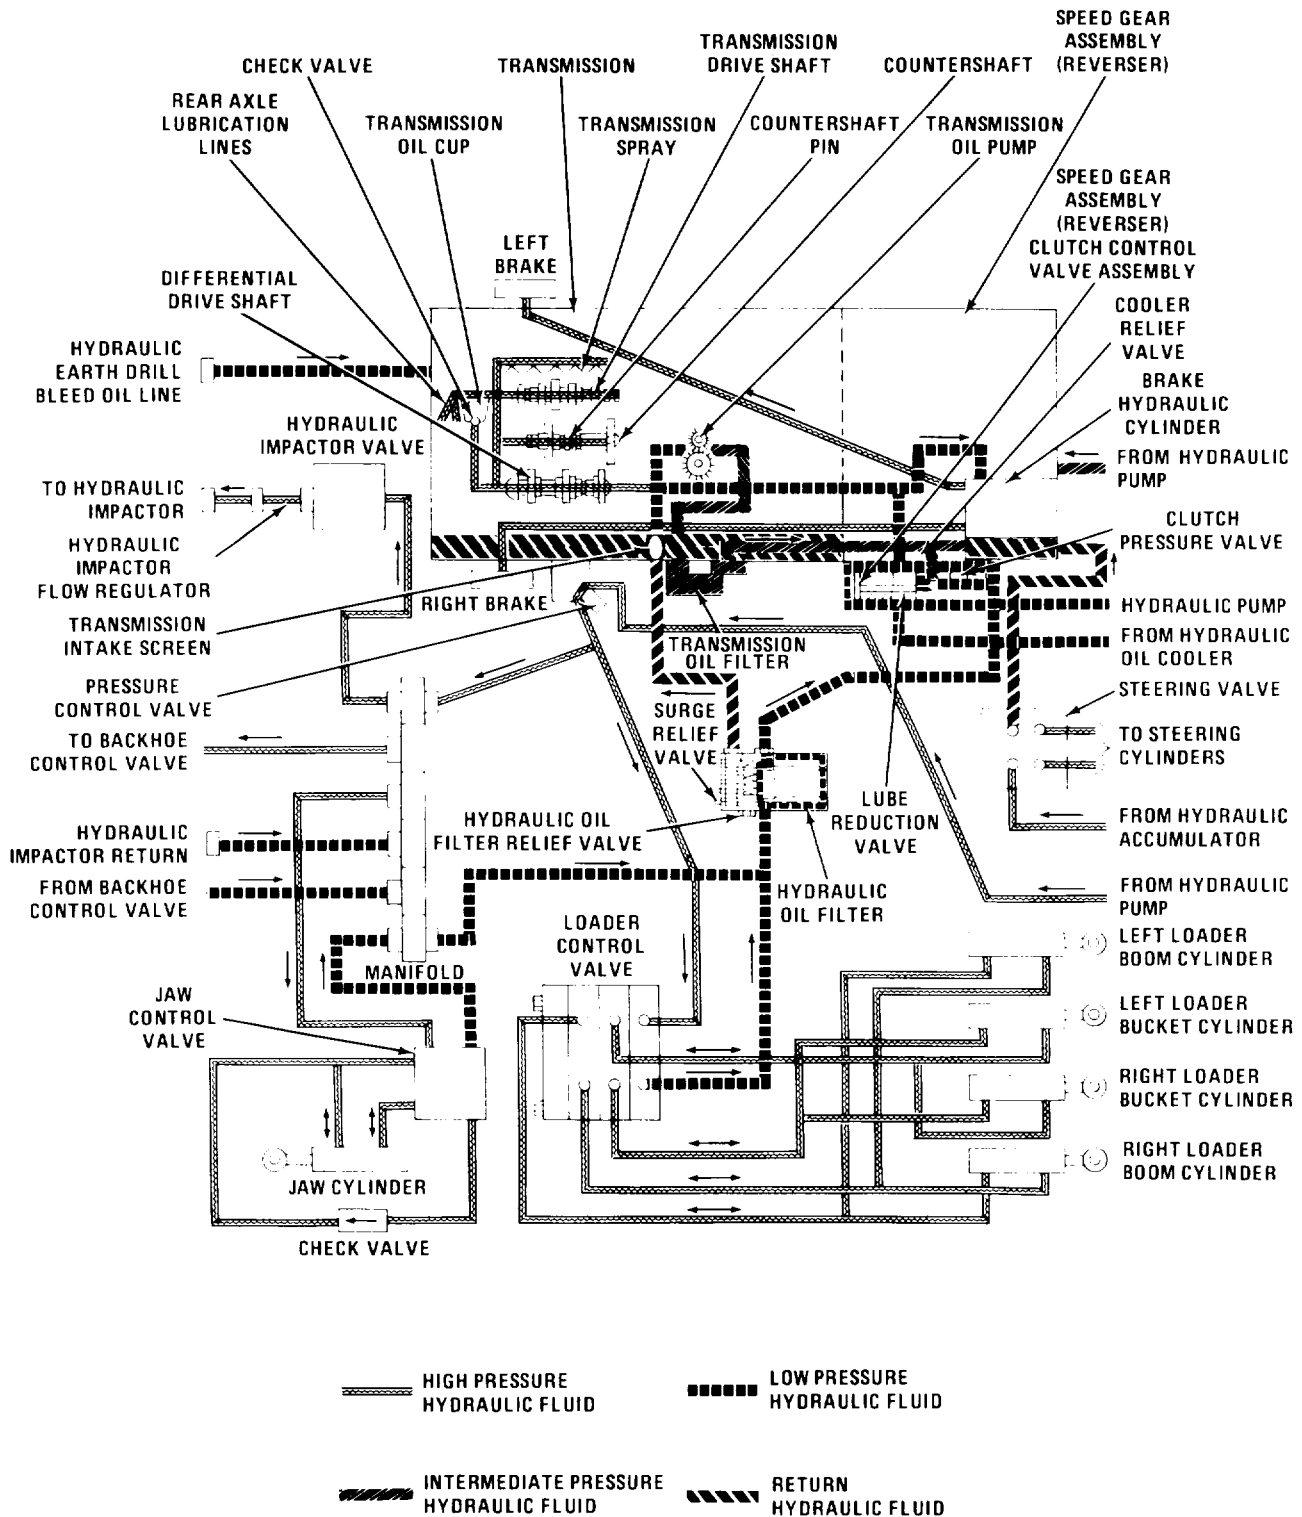 SPEED GEAR
ASSEMBLY
(REVERSER)
TRANSMISSION
DRIVE SHAFT
CHECK VALVE
TRANSMISSION
COUNTERSHAFT
REAR AXLE
LUBRICATION
LINES
TRANSMISSION
OIL CUP
TRANSMISSION
SPRAY
COUNTERSHAFT
PIN
TRANSMISSION
OIL PUMP
SPEED GEAR
ASSEMBLY
(REVERSER)
CLUTCH CONTROL
VALVE ASSEMBLY
LEFT
BRAKE
DIFFERENTIAL
DRIVE SHAFT
COOLER
RELIEF
VALVE
HYDRAULIC
EARTH DRILL
BLEED OIL LINE
BRAKE
HYDRAULIC
CYLINDER
HYDRAULIC
IMPACTOR VALVE
FROM HYDRAULIC
PUMP
TO HYDRAULIC
IMPACTOR
CLUTCH
PRESSURE VALVE
HYDRAULIC
IMPACTOR
FLOW REGULATOR
RIGHT BRAKE
HYDRAULIC PUMP
TRANSMISSION
INTAKE SCREEN
TRANSMISSION
OIL FILTER
FROM HYDRAULIC
OIL COOLER
PRESSURE
CONTROL VALVE
SURGE
RELIEF
VALVE
STEERING VALVE
TO BACKHOE
CONTROL VALVE
TO STEERING
CYLINDERS
LUBE
REDUCTION
VALVE
HYDRAULIC OIL
FILTER RELIEF VALVE
HYDRAULIC
IMPACTOR RETURN
FROM HYDRAULIC
ACCUMULATOR
FROM BACKHOE
CONTROL VALVE
HYDRAULIC
OIL FILTER
FROM HYDRAULIC
PUMP
LOADER
CONTROL
VALVE
LEFT LOADER
BOOM CYLINDER
MANIFOLD
JAW
CONTROL
VALVE
LEFT LOADER
BUCKET CYLINDER
RIGHT LOADER
BUCKET CYLINDER
RIGHT LOADER
BOOM CYLINDER
JAW CYLINDER
CHECK VALVE
HIGH PRESSURE
HYDRAULIC FLUID
LOW PRESSURE
HYDRAULIC FLUID
INTERMEDIATE PRESSURE
HYDRAULIC FLUID
RETURN
HYDRAULIC FLUID